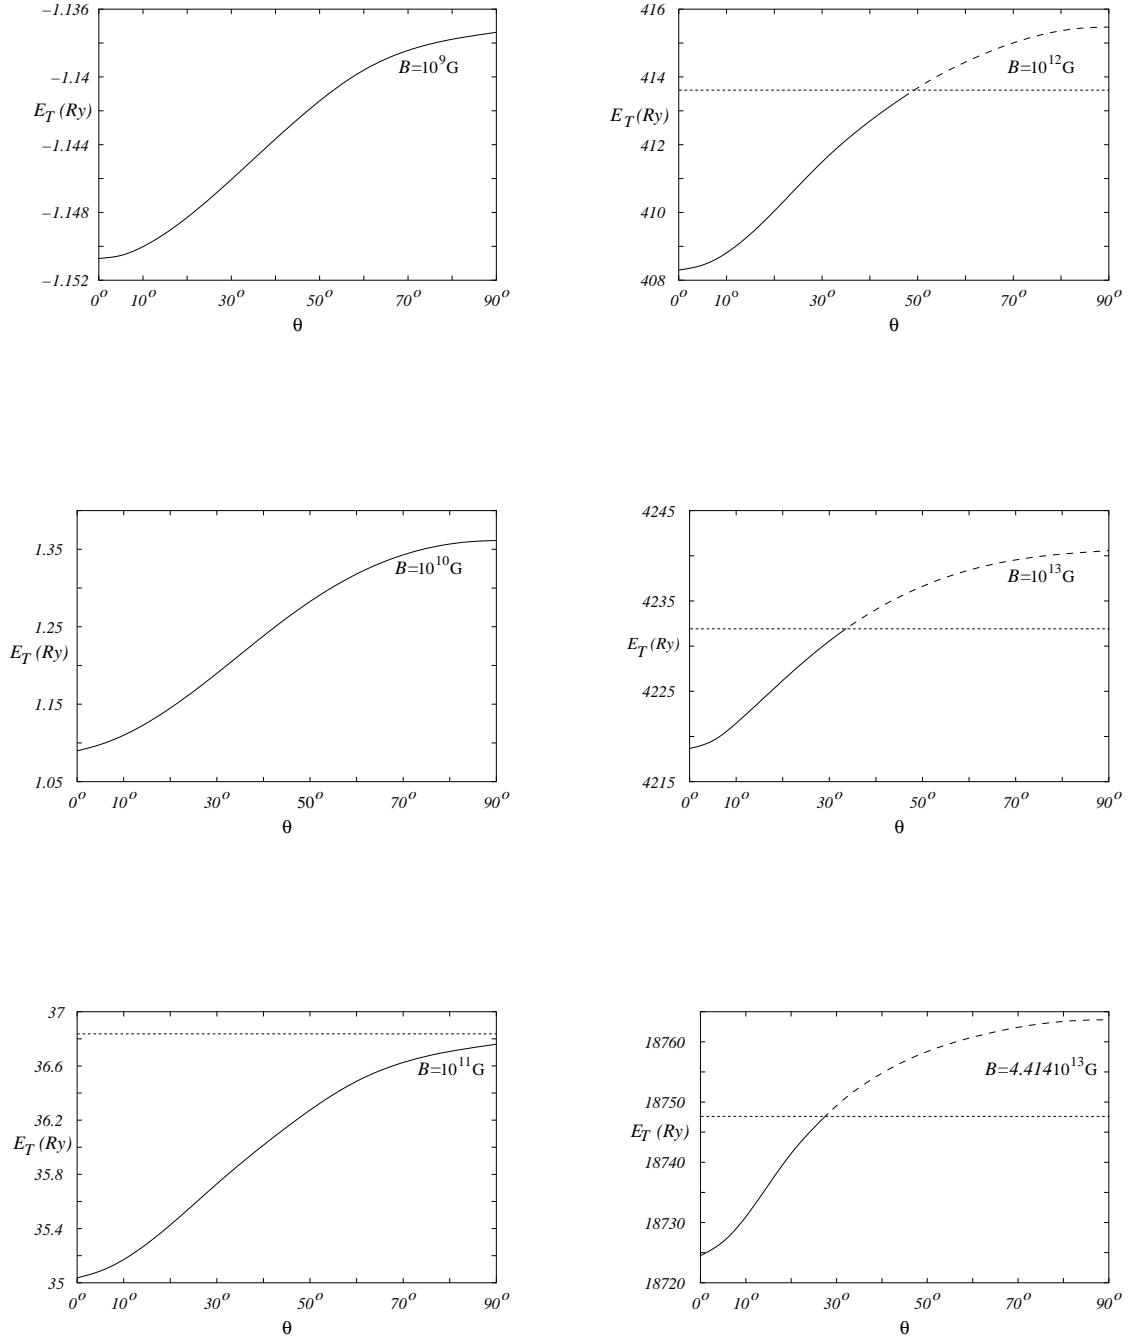 −1.136
−1.14
−1.144
−1.148
−1.152
E_T (Ry)
B=10^9G
0° 10° 30° 50° 70° 90°
θ
416
414
412
410
408
E_T (Ry)
B=10^12G
0° 10° 30° 50° 70° 90°
θ
1.35
1.25
1.15
1.05
E_T (Ry)
B=10^10G
0° 10° 30° 50° 70° 90°
θ
4245
4235
4225
4215
E_T (Ry)
B=10^13G
0° 10° 30° 50° 70° 90°
θ
37
36.6
36.2
35.8
35.4
35
E_T (Ry)
B=10^11G
0° 10° 30° 50° 70° 90°
θ
18760
18750
18740
18730
18720
E_T (Ry)
B=4.41410^13G
0° 10° 30° 50° 70° 90°
θ